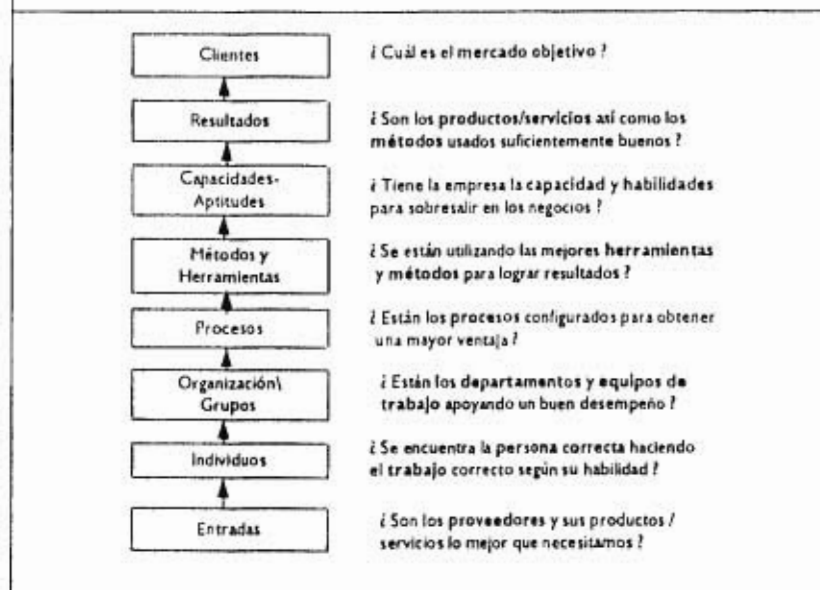 Clientes
¿ Cuál es el mercado objetivo ?
Resultados
¿ Son los productos/servicios así como los
métodos usados suficientemente buenos ?
Capacidades-
Aptitudes
¿ Tiene la empresa la capacidad y habilidades
para sobresalir en los negocios ?
Métodos y
Herramientas
¿ Se están utilizando las mejores herramientas
y métodos para lograr resultados ?
Procesos
¿ Están los procesos configurados para obtener
una mayor ventaja ?
Organización\
Grupos
¿ Están los departamentos y equipos de
trabajo apoyando un buen desempeño ?
Individuos
¿ Se encuentra la persona correcta haciendo
el trabajo correcto según su habilidad ?
Entradas
¿ Son los proveedores y sus productos /
servicios lo mejor que necesitamos ?